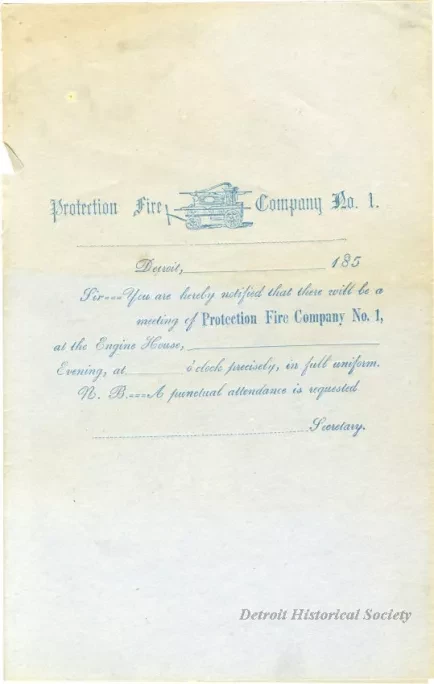 Protection Fire Company No. 1.
Detroit, 185
Sir---You are hereby notified that there will be a
meeting of Protection Fire Company No. 1,
at the Engine House,
Evening, at o'clock precisely, in full uniform.
N. B.---A punctual attendance is requested
Secretary.
Detroit Historical Society